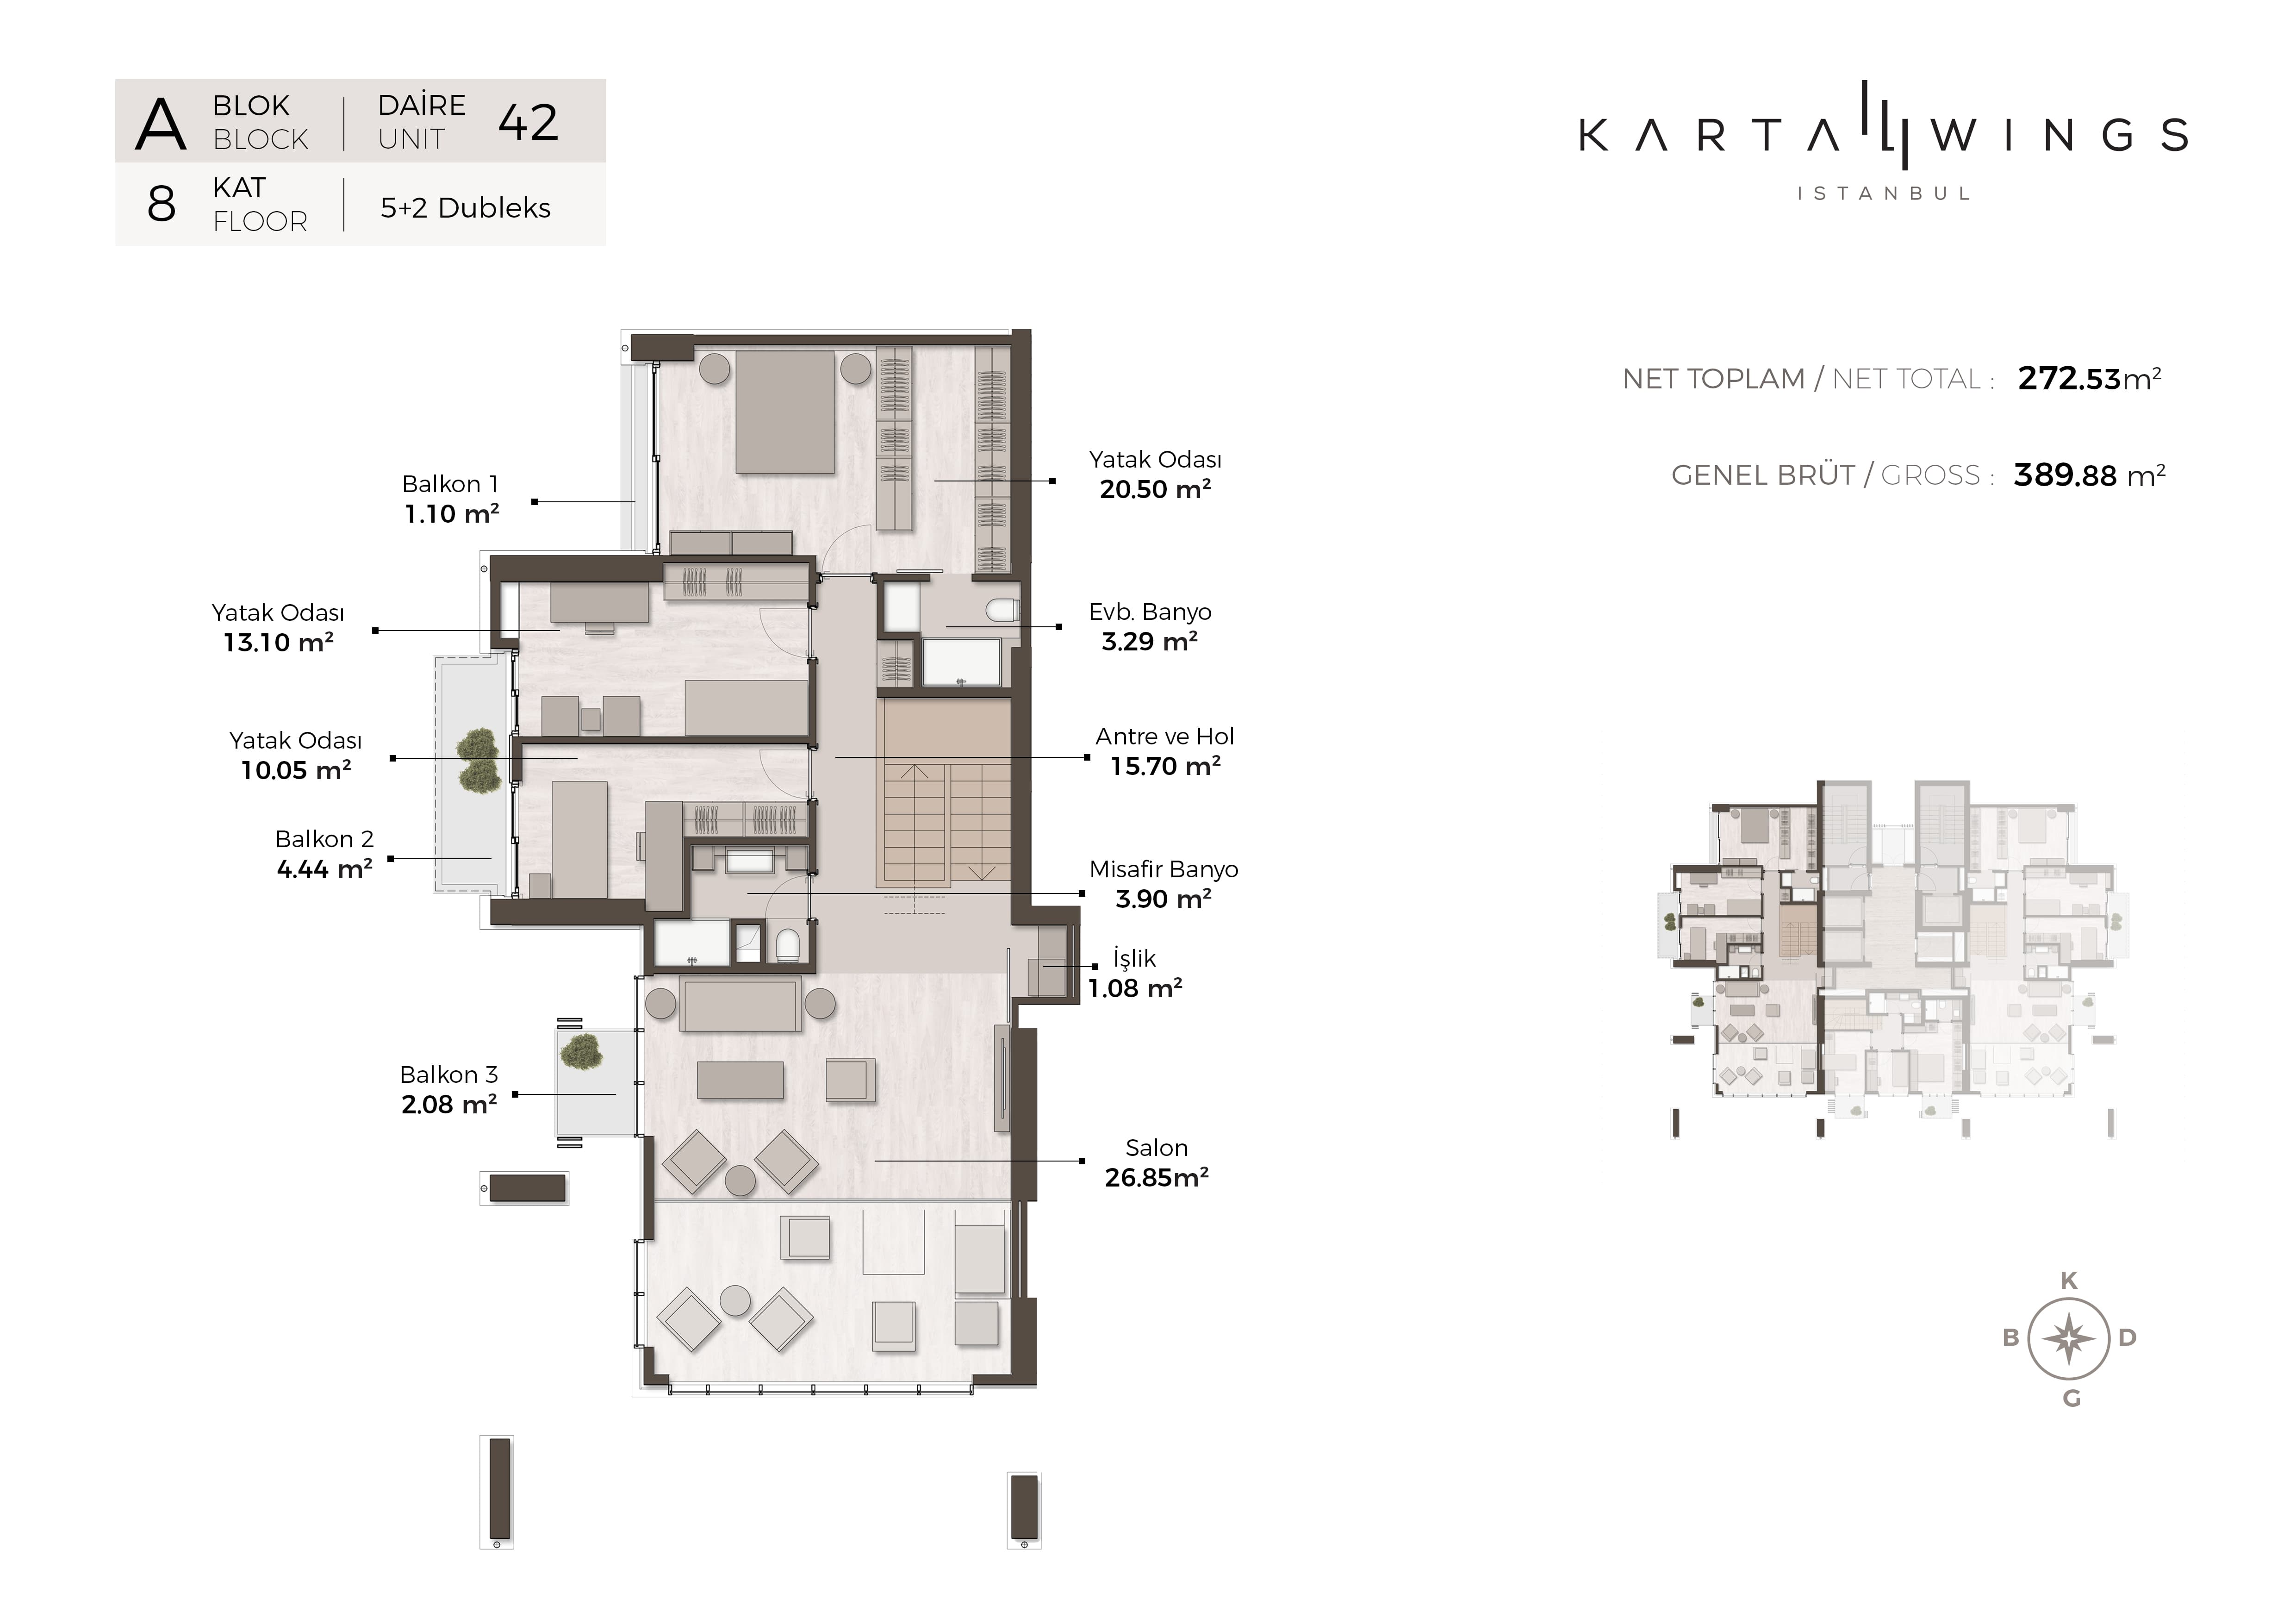 A BLOK BLOCK
DAİRE UNIT 42
8 KAT FLOOR
5+2 Dubleks
KARTAL WINGS
ISTANBUL
NET TOPLAM / NET TOTAL : 272.53m²
GENEL BRÜT / GROSS : 389.88 m²
Balkon 1
1.10 m²
Yatak Odası
20.50 m²
Yatak Odası
13.10 m²
Evb. Banyo
3.29 m²
Yatak Odası
10.05 m²
Antre ve Hol
15.70 m²
Balkon 2
4.44 m²
Misafir Banyo
3.90 m²
İşlik
1.08 m²
Balkon 3
2.08 m²
Salon
26.85m²
K
B D
G